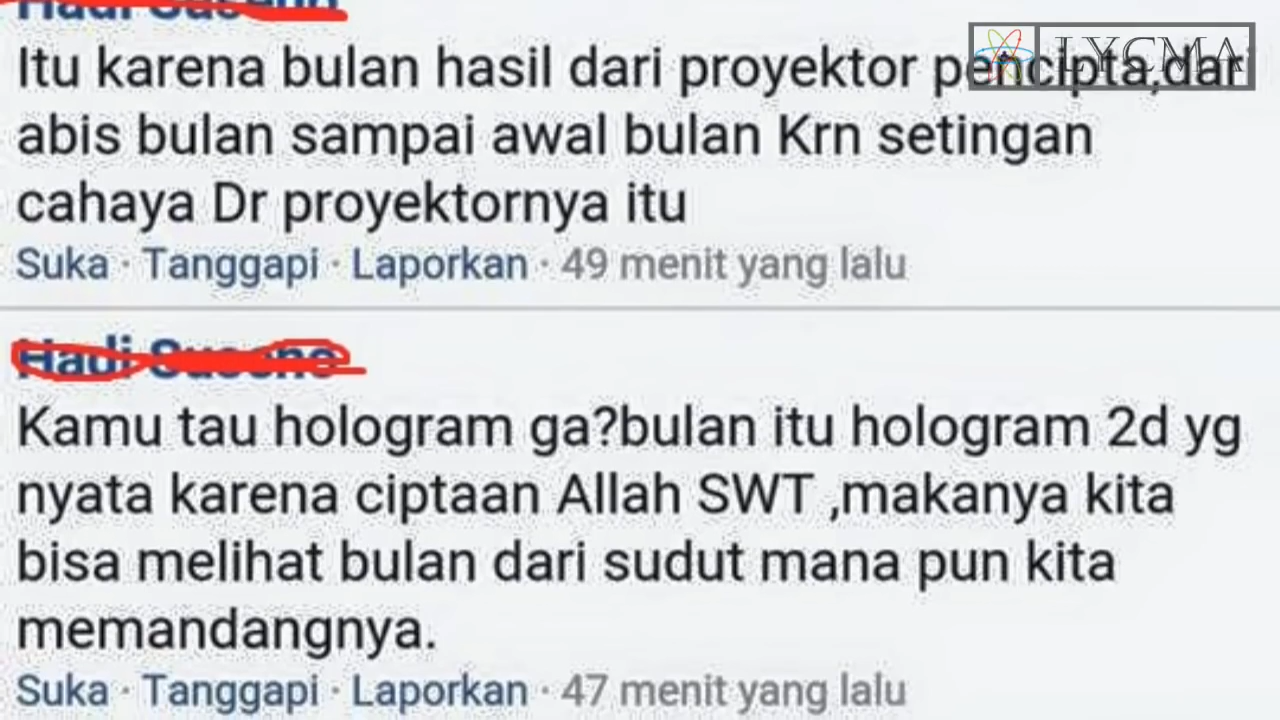 Itu karena bulan hasil dari proyektor pencipta,dari
LYCMA
abis bulan sampai awal bulan Krn setingan
cahaya Dr proyektornya itu
Suka · Tanggapi · Laporkan · 49 menit yang lalu
Kamu tau hologram ga?bulan itu hologram 2d yg
nyata karena ciptaan Allah SWT ,makanya kita
bisa melihat bulan dari sudut mana pun kita
memandangnya.
Suka · Tanggapi · Laporkan · 47 menit yang lalu